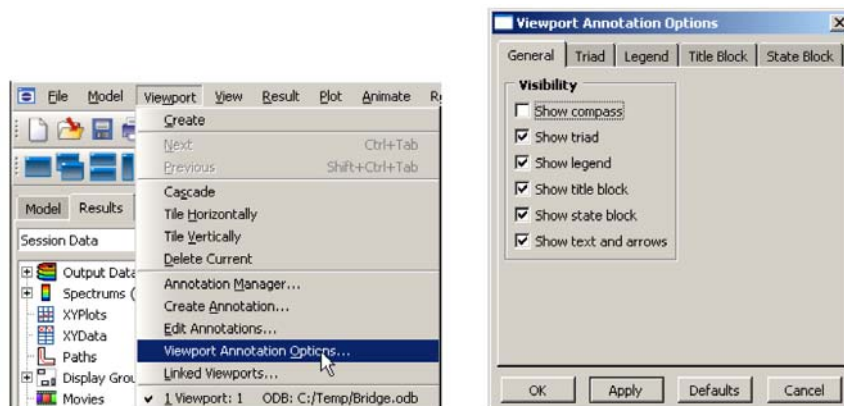 File Model Viewport View Result Plot Animate
Create
Next Ctrl+Tab
Previous Shift+Ctrl+Tab
Cascade
Tile Horizontally
Tile Vertically
Delete Current
Annotation Manager...
Create Annotation...
Edit Annotations...
Viewport Annotation Options...
Linked Viewports...
1 Viewport: 1 ODB: C:/Temp/Bridge.odb
Model Results
Session Data
Output Data
Spectrums (
XYPlots
XYData
Paths
Display Grou
Movies
Viewport Annotation Options
General Triad Legend Title Block State Block
Visibility
Show compass
Show triad
Show legend
Show title block
Show state block
Show text and arrows
OK Apply Defaults Cancel